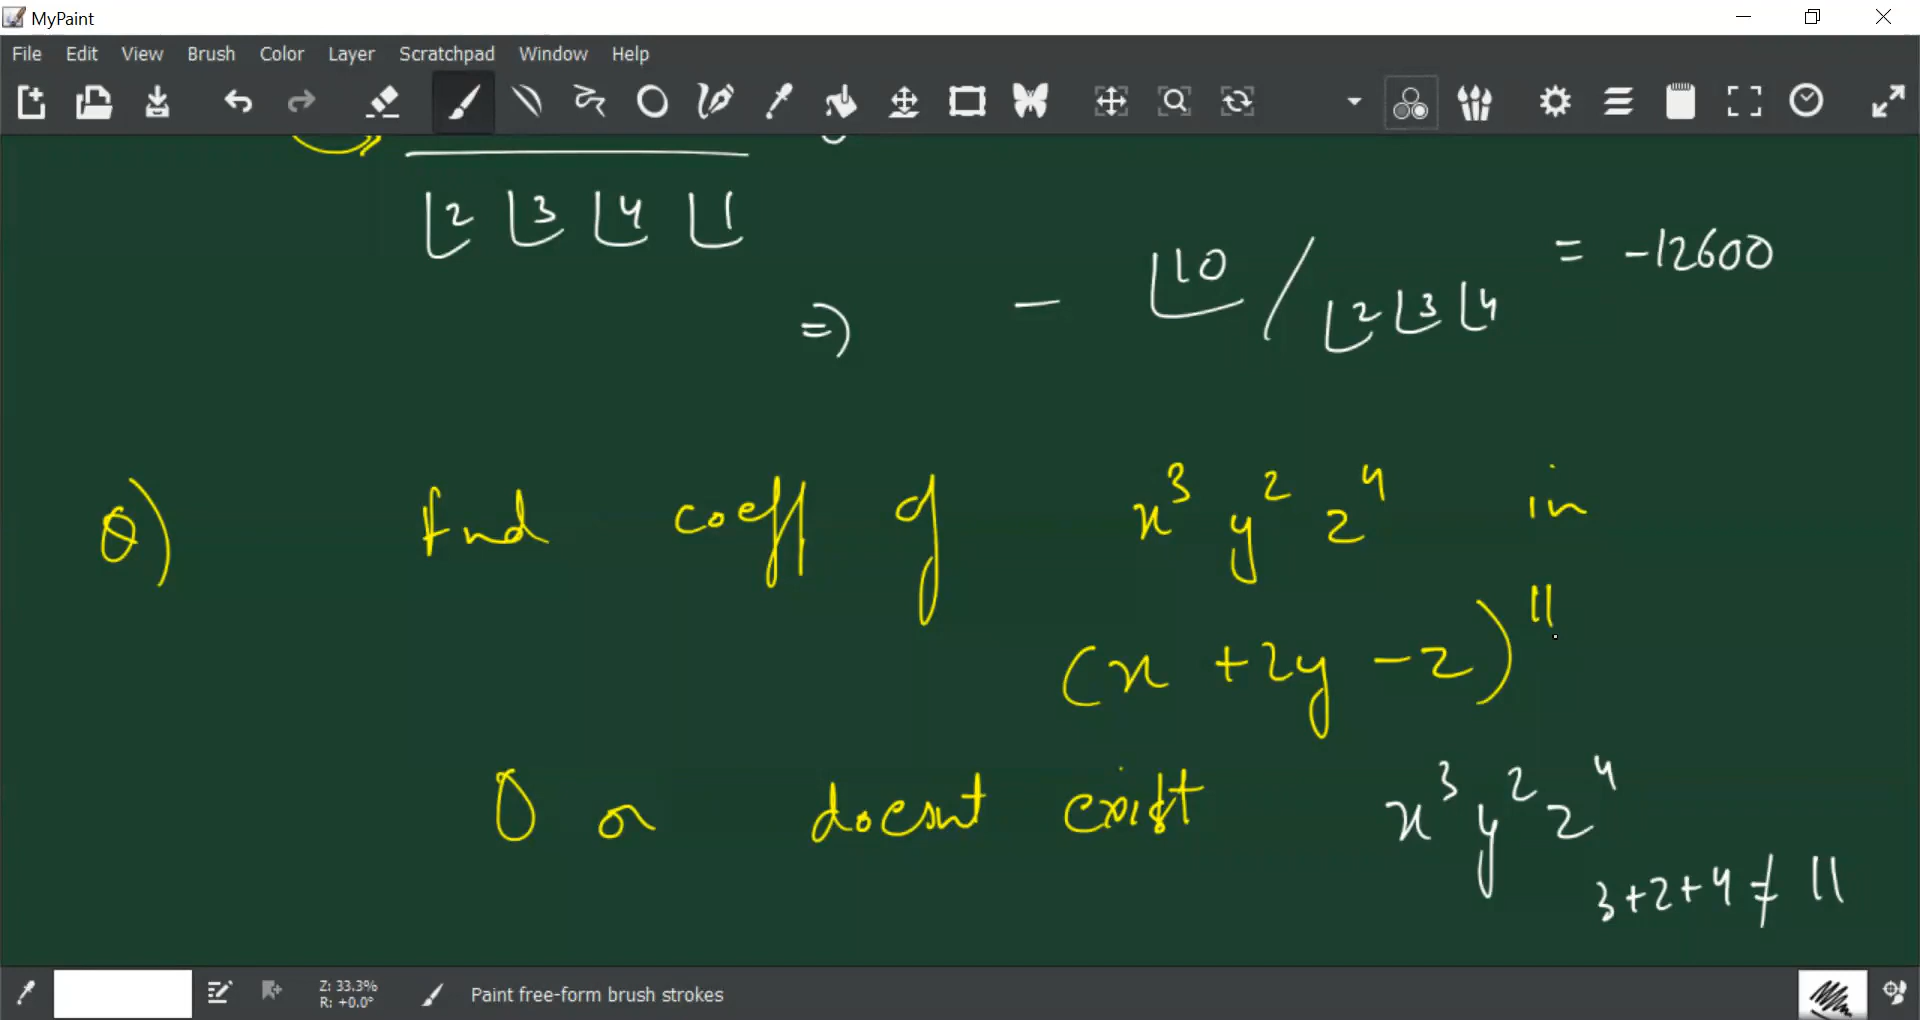 MyPaint
File Edit View Brush Color Layer Scratchpad Window Help
⌊2 ⌊3 ⌊4 ⌊1
⇒ - ⌊10 / ⌊2 ⌊3 ⌊4 = -12600
Q) find coeff of x³ y² z⁴ in
(x + 2y - z)¹¹
0 or doesnt exist x³ y² z⁴
3+2+4 ≠ 11
Z: 33.3%
R: +0.0°
Paint free-form brush strokes